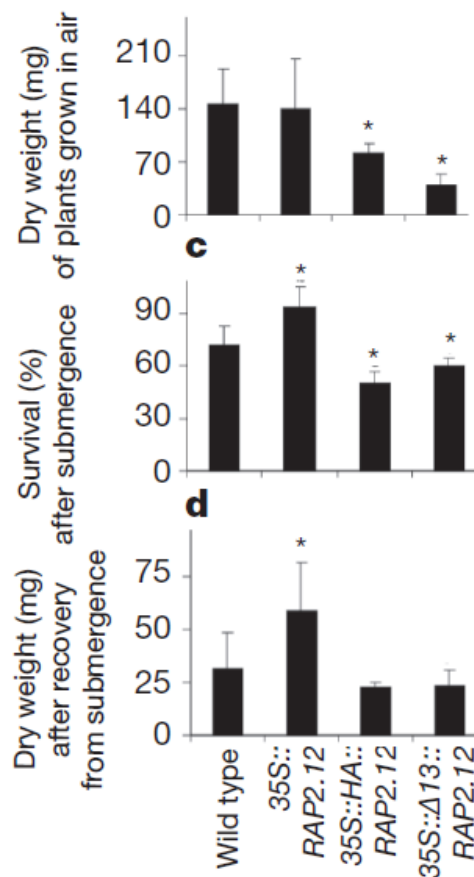 Dry weight (mg)
of plants grown in air
210
140
70
0
*
*
c
Survival (%)
after submergence
90
60
30
0
*
*
*
d
Dry weight (mg)
after recovery
from submergence
75
50
25
0
*
Wild type
35S::
RAP2.12
35S::HA::
RAP2.12
35S::Δ13::
RAP2.12